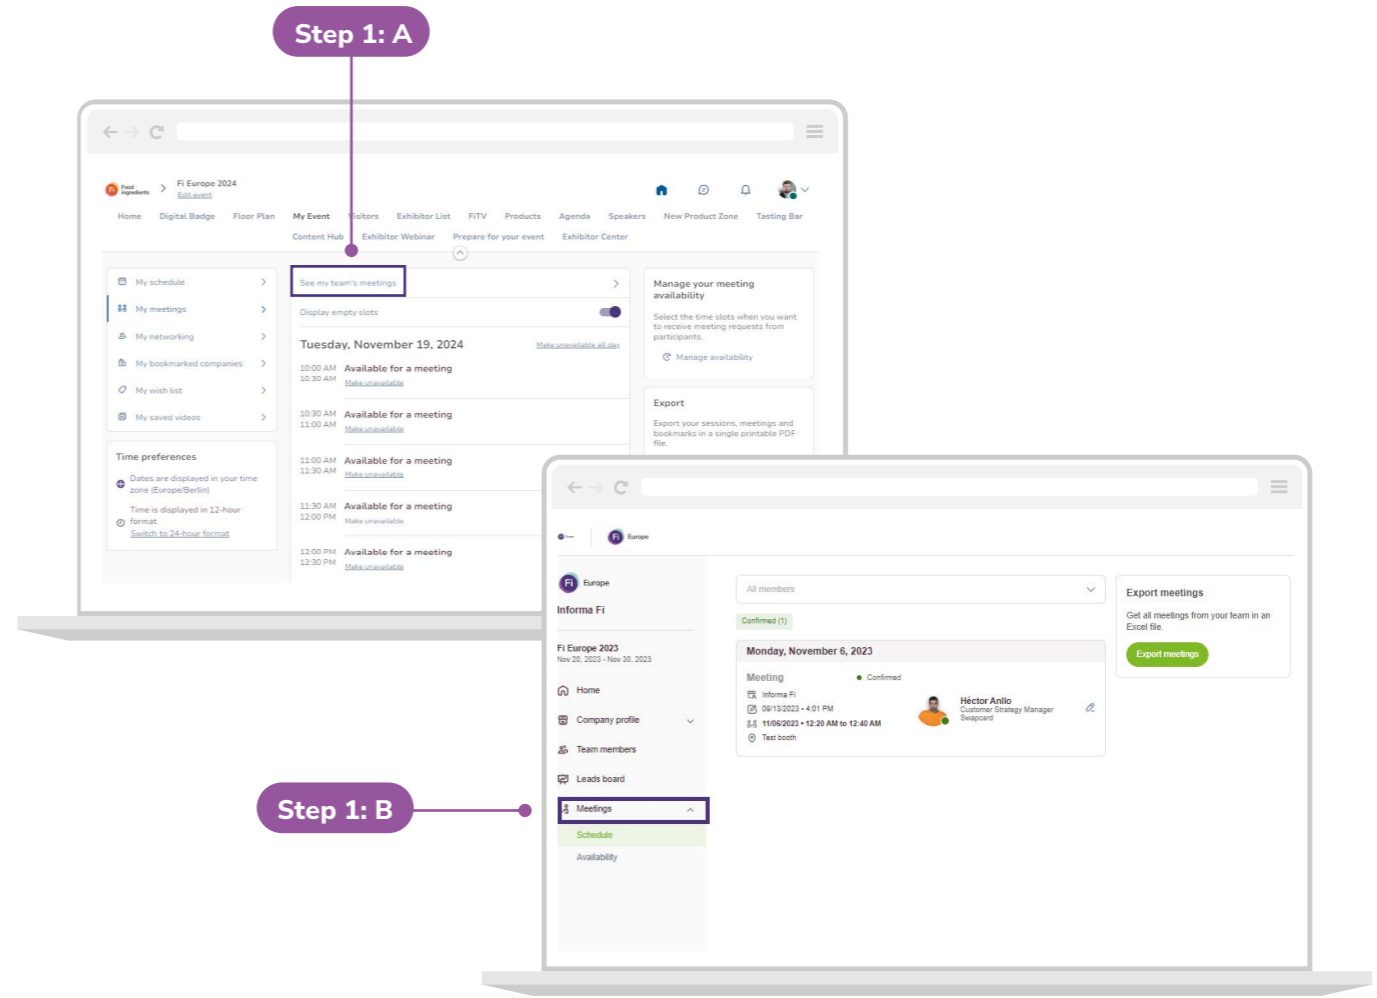 Step 1: A
Fi
Food
ingredients
Fi Europe 2024
Edit event
Home Digital Badge Floor Plan My Event Visitors Exhibitor List FiTV Products Agenda Speakers New Product Zone Tasting Bar
Content Hub Exhibitor Webinar Prepare for your event Exhibitor Center
My schedule
My meetings
My networking
My bookmarked companies
My wish list
My saved videos
Time preferences
Dates are displayed in your time
zone (Europe/Berlin)
Time is displayed in 12-hour
format
Switch to 24-hour format
See my team's meetings
Display empty slots
Tuesday, November 19, 2024 Make unavailable all day
10:00 AM Available for a meeting
10:30 AM Make unavailable
10:30 AM Available for a meeting
11:00 AM Make unavailable
11:00 AM Available for a meeting
11:30 AM Make unavailable
11:30 AM Available for a meeting
12:00 PM Make unavailable
12:00 PM Available for a meeting
12:30 PM Make unavailable
Manage your meeting
availability
Select the time slots when you want
to receive meeting requests from
participants.
Manage availability
Export
Export your sessions, meetings and
bookmarks in a single printable PDF
file.
Step 1: B
Fi Europe
Fi Europe
Informa Fi
Fi Europe 2023
Nov 20, 2023 - Nov 30, 2023
Home
Company profile
Team members
Leads board
Meetings
Schedule
Availability
All members
Confirmed (1)
Monday, November 6, 2023
Meeting Confirmed
Informa Fi
09/13/2023 • 4:01 PM
11/06/2023 • 12:20 AM to 12:40 AM
Test booth
Héctor Anllo
Customer Strategy Manager
Swapcard
Export meetings
Get all meetings from your team in an
Excel file.
Export meetings